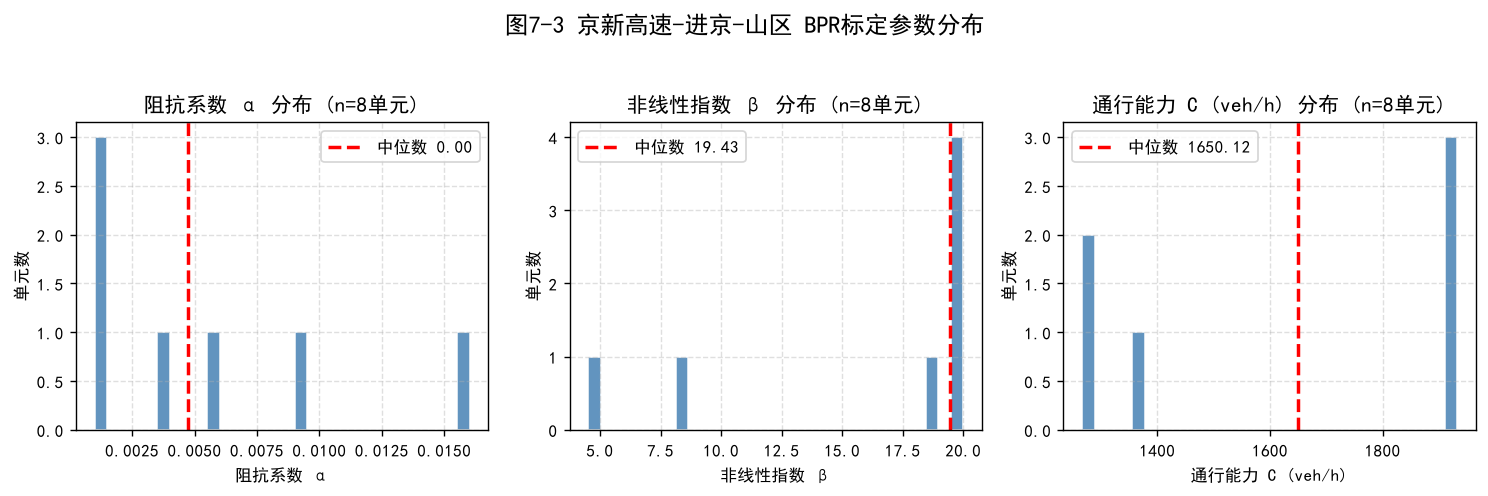 图7-3 京新高速-进京-山区 BPR标定参数分布
阻抗系数 α 分布 (n=8单元)
中位数 0.00
单元数
3.0
2.5
2.0
1.5
1.0
0.5
0.0
0.0025 0.0050 0.0075 0.0100 0.0125 0.0150
阻抗系数 α
非线性指数 β 分布 (n=8单元)
中位数 19.43
单元数
4
3
2
1
0
5.0 7.5 10.0 12.5 15.0 17.5 20.0
非线性指数 β
通行能力 C (veh/h) 分布 (n=8单元)
中位数 1650.12
单元数
3.0
2.5
2.0
1.5
1.0
0.5
0.0
1400 1600 1800
通行能力 C (veh/h)